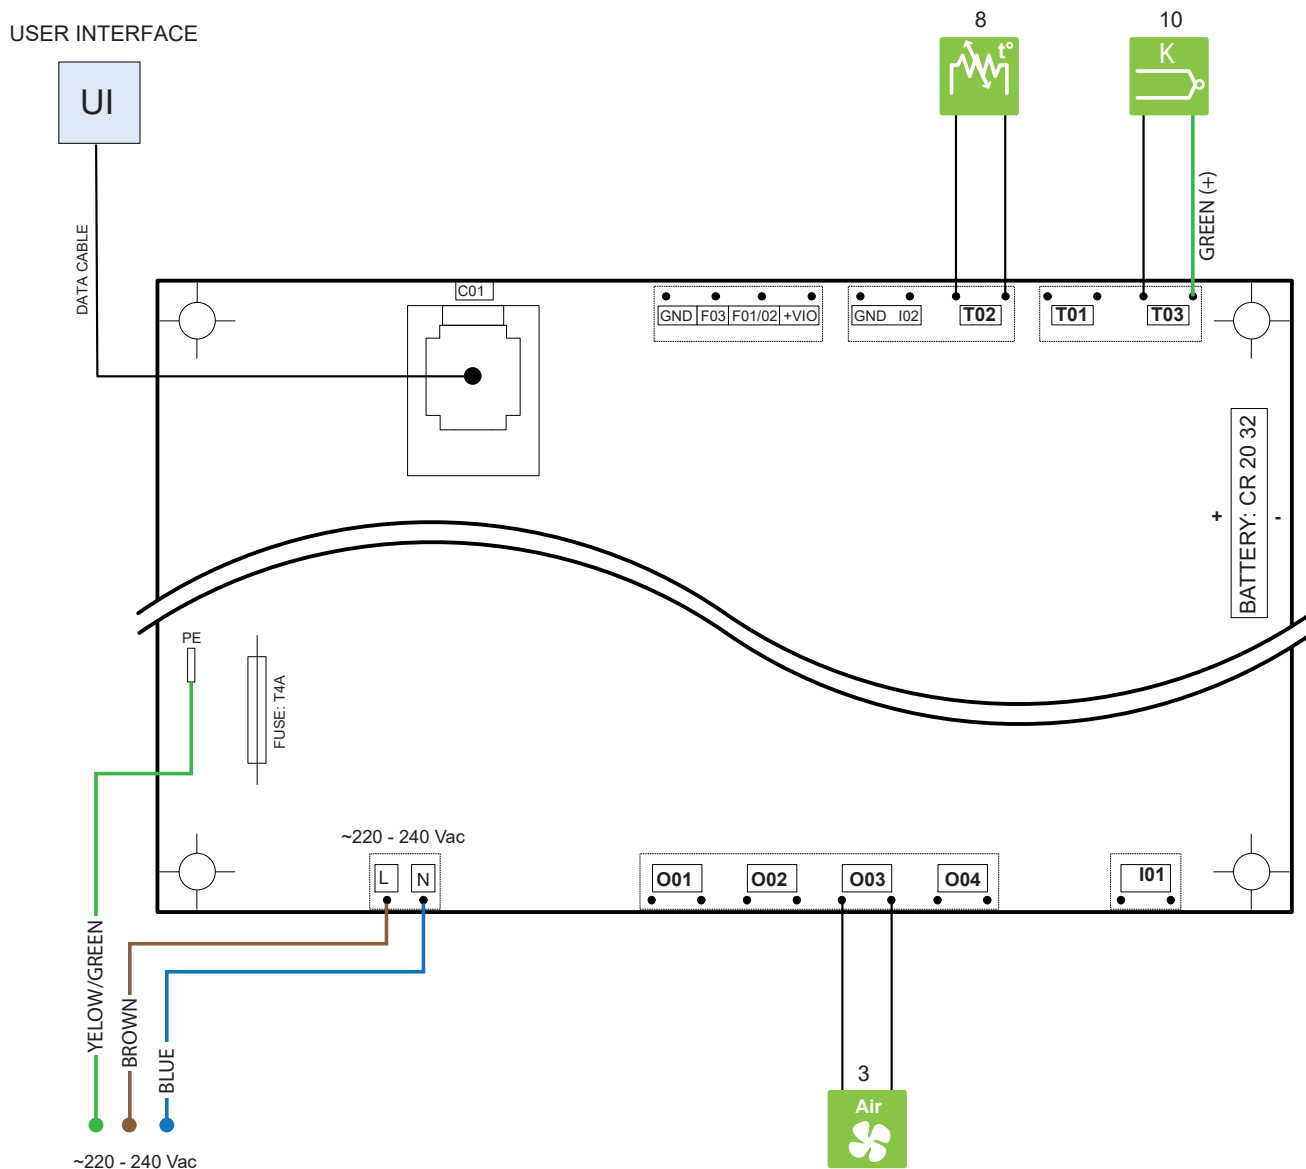 8
10
USER INTERFACE
UI
t°
K
GREEN (+)
DATA CABLE
C01
GND F03 F01/02 +VIO
GND I02 T02
T01 T03
BATTERY: CR 20 32
+
-
PE
FUSE: T4A
~220 - 240 Vac
L N
O01 O02 O03 O04
I01
YELOW/GREEN
BROWN
BLUE
~220 - 240 Vac
3
Air